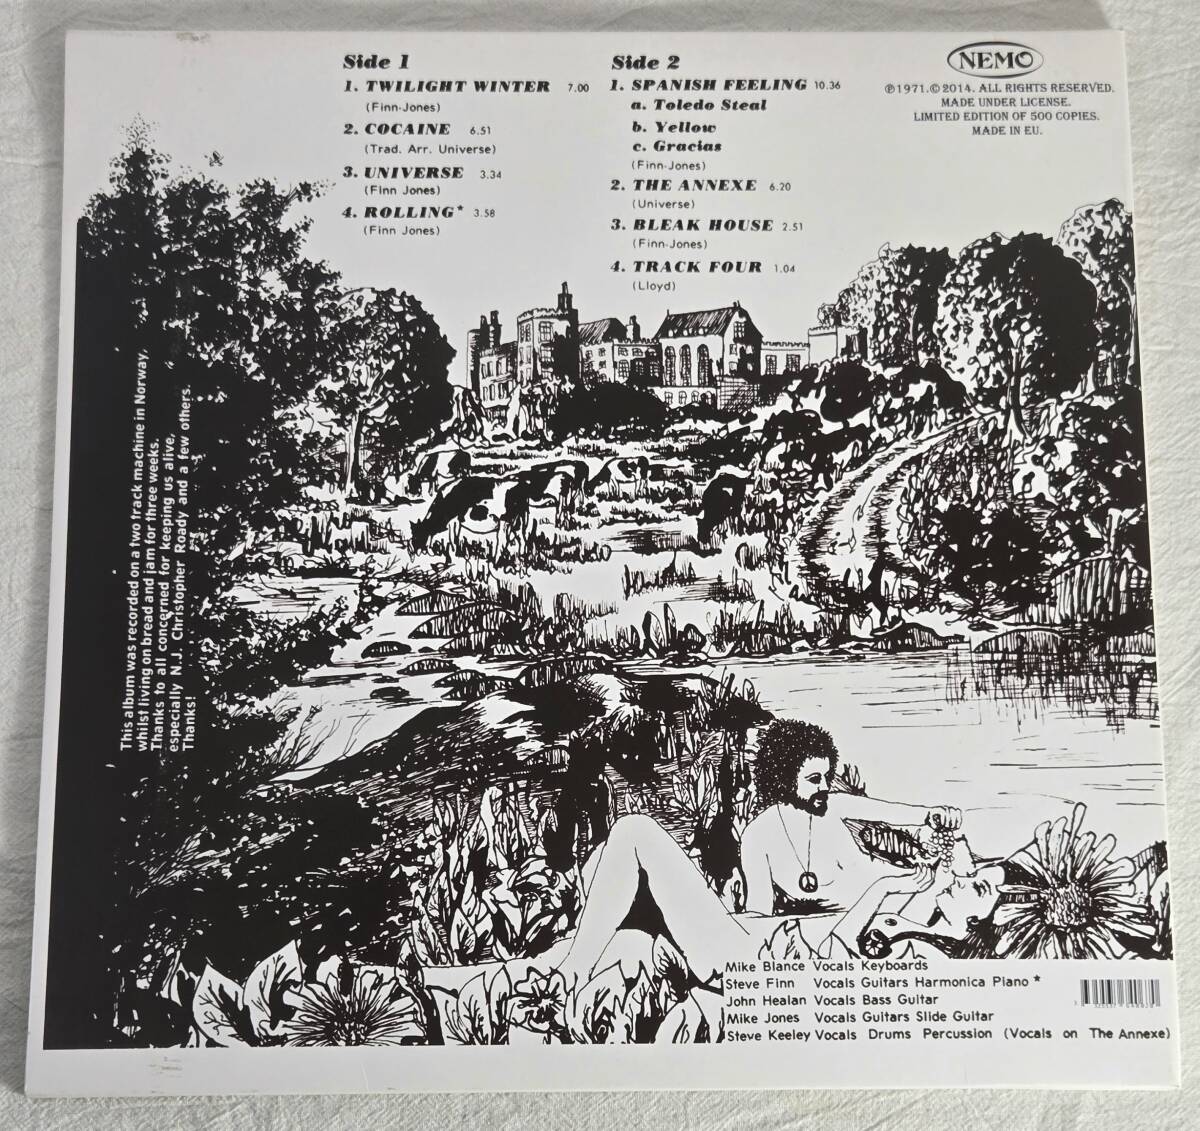 Side 1
1. TWILIGHT WINTER 7.00
(Finn-Jones)
2. COCAINE 6.51
(Trad. Arr. Universe)
3. UNIVERSE 3.34
(Finn Jones)
4. ROLLING* 3.58
(Finn Jones)
Side 2
1. SPANISH FEELING 10.36
a. Toledo Steal
b. Yellow
c. Gracias
(Finn-Jones)
2. THE ANNEXE 6.20
(Universe)
3. BLEAK HOUSE 2.51
(Finn-Jones)
4. TRACK FOUR 1.04
(Lloyd)
NEMO
℗1971.©2014. ALL RIGHTS RESERVED.
MADE UNDER LICENSE.
LIMITED EDITION OF 500 COPIES.
MADE IN EU.
This album was recorded on a two track machine in Norway,
whilst living on bread and jam for three weeks.
Thanks to all concerned for keeping us alive,
especially N.J. Christopher Roady and a few others.
Thanks!
Mike Blance Vocals Keyboards
Steve Finn Vocals Guitars Harmonica Piano *
John Healan Vocals Bass Guitar
Mike Jones Vocals Guitars Slide Guitar
Steve Keeley Vocals Drums Percussion (Vocals on The Annexe)